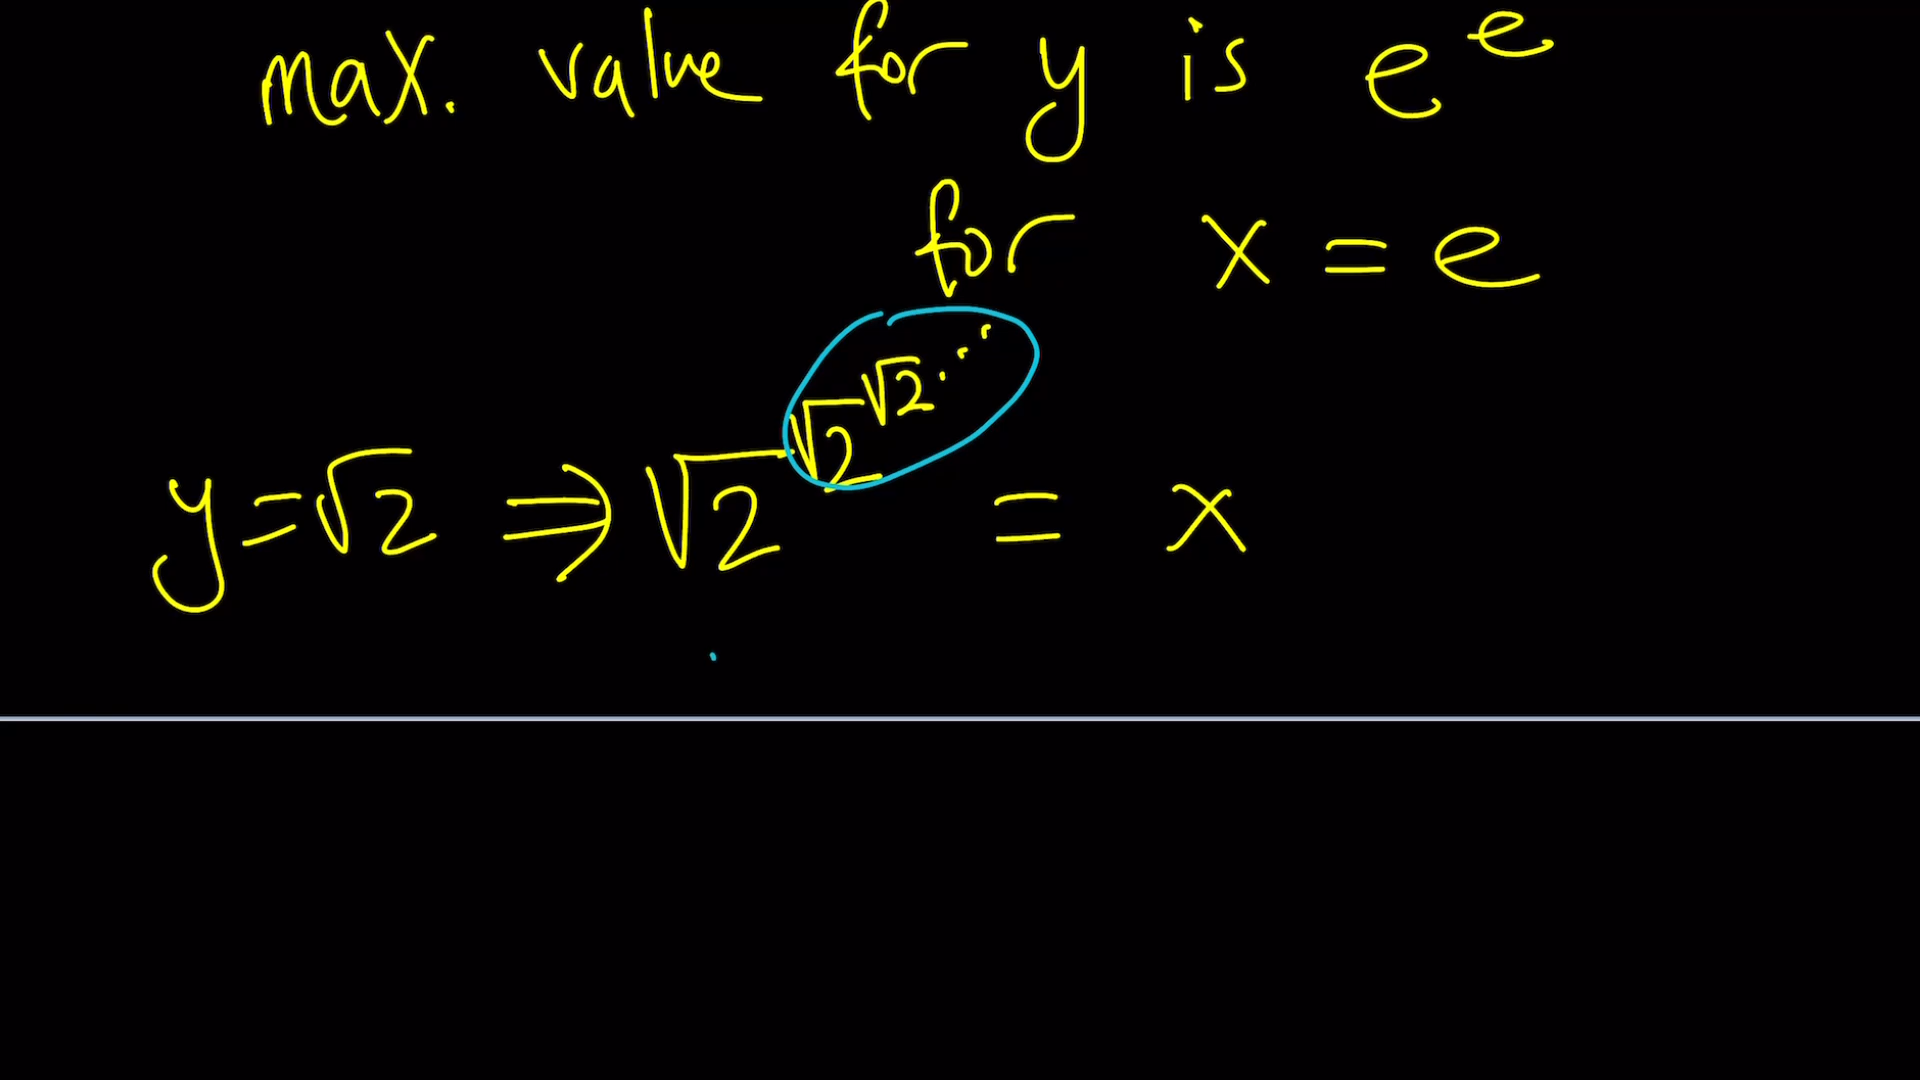 max. value for y is e^e
for x = e
y = √2 ⇒ √2^√2^√2^⋰ = x